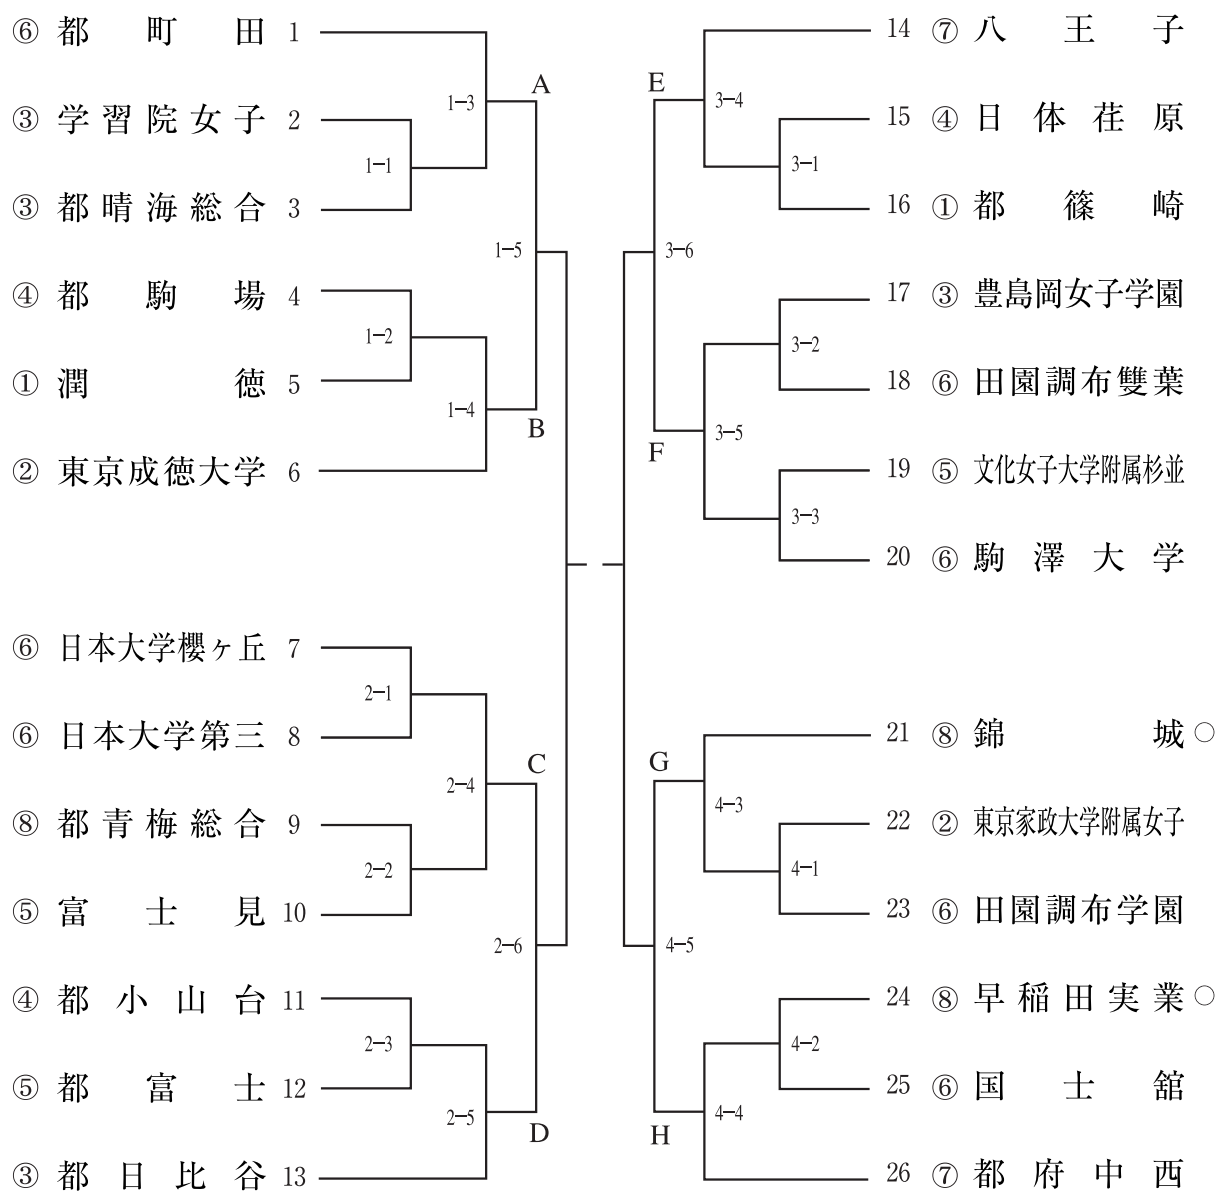 ⑥ 都町田 1
③ 学習院女子 2
③ 都晴海総合 3
④ 都駒場 4
① 潤徳 5
② 東京成徳大学 6
⑥ 日本大学櫻ヶ丘 7
⑥ 日本大学第三 8
⑧ 都青梅総合 9
⑤ 富士見 10
④ 都小山台 11
⑤ 都富士 12
③ 都日比谷 13
1-3
1-1
1-2
1-4
A
1-5
B
2-1
2-4
2-2
2-3
2-5
C
2-6
D
E
3-6
F
3-4
3-1
3-2
3-5
3-3
G
4-5
H
4-3
4-1
4-2
4-4
14 ⑦ 八王子
15 ④ 日体荏原
16 ① 都篠崎
17 ③ 豊島岡女子学園
18 ⑥ 田園調布雙葉
19 ⑤ 文化女子大学附属杉並
20 ⑥ 駒澤大学
21 ⑧ 錦城○
22 ② 東京家政大学附属女子
23 ⑥ 田園調布学園
24 ⑧ 早稲田実業○
25 ⑥ 国士舘
26 ⑦ 都府中西